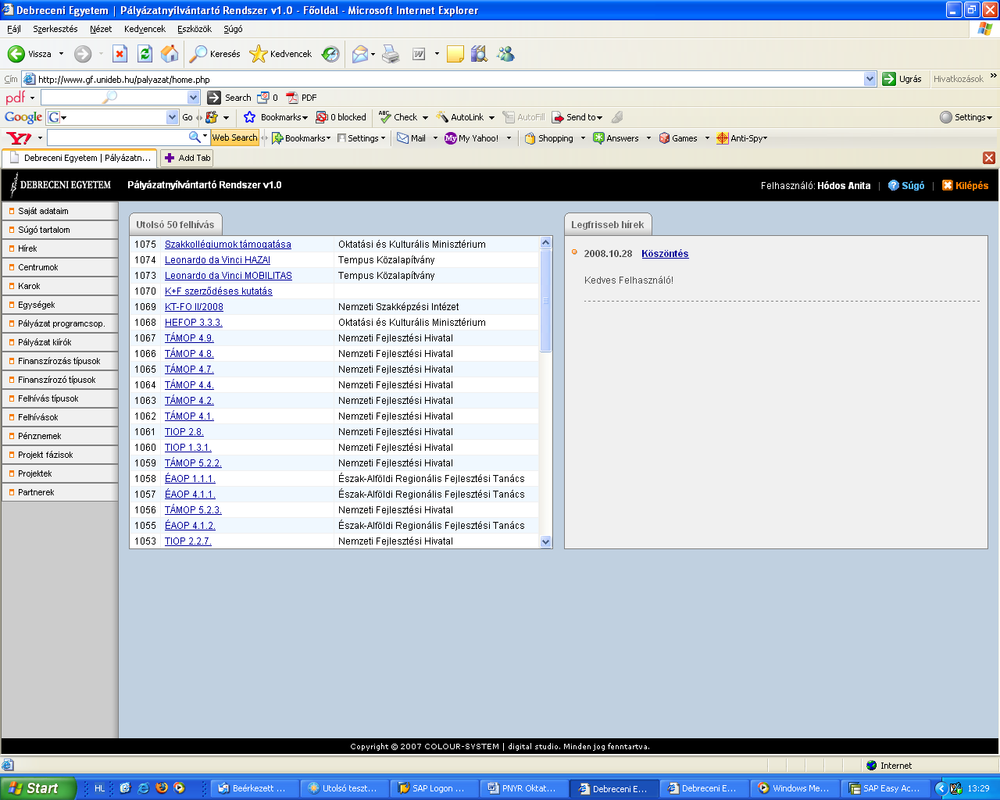 Debreceni Egyetem | Pályázatnyilvántartó Rendszer v1.0 - Főoldal - Microsoft Internet Explorer
Fájl Szerkesztés Nézet Kedvencek Eszközök Súgó
Vissza Keresés Kedvencek
Cím http://www.gf.unideb.hu/palyazat/home.php Ugrás Hivatkozások »
pdf Search 0 PDF
Google G Go Bookmarks 0 blocked ABC Check AutoLink AutoFill Send to Settings
Y! Web Search Bookmarks Settings Mail My My Yahoo! Shopping Answers Games Anti-Spy
Debreceni Egyetem | Pályázatn... Add Tab
DEBRECENI EGYETEM Pályázatnyilvántartó Rendszer v1.0 Felhasználó: Hódos Anita | Súgó | Kilépés
Saját adataim
Súgó tartalom
Hírek
Centrumok
Karok
Egységek
Pályázat programcsop.
Pályázat kiírók
Finanszírozás típusok
Finanszírozó típusok
Felhívás típusok
Felhívások
Pénznemek
Projekt fázisok
Projektek
Partnerek
Utolsó 50 felhívás
1075 Szakkollégiumok támogatása Oktatási és Kulturális Minisztérium
1074 Leonardo da Vinci HAZAI Tempus Közalapítvány
1073 Leonardo da Vinci MOBILITAS Tempus Közalapítvány
1070 K+F szerződéses kutatás
1069 KT-FO II/2008 Nemzeti Szakképzési Intézet
1068 HEFOP 3.3.3. Oktatási és Kulturális Minisztérium
1067 TÁMOP 4.9. Nemzeti Fejlesztési Hivatal
1066 TÁMOP 4.8. Nemzeti Fejlesztési Hivatal
1065 TÁMOP 4.7. Nemzeti Fejlesztési Hivatal
1064 TÁMOP 4.4. Nemzeti Fejlesztési Hivatal
1063 TÁMOP 4.2. Nemzeti Fejlesztési Hivatal
1062 TÁMOP 4.1. Nemzeti Fejlesztési Hivatal
1061 TIOP 2.8. Nemzeti Fejlesztési Hivatal
1060 TIOP 1.3.1. Nemzeti Fejlesztési Hivatal
1059 TÁMOP 5.2.2. Nemzeti Fejlesztési Hivatal
1058 ÉAOP 1.1.1. Észak-Alföldi Regionális Fejlesztési Tanács
1057 ÉAOP 4.1.1. Észak-Alföldi Regionális Fejlesztési Tanács
1056 TÁMOP 5.2.3. Nemzeti Fejlesztési Hivatal
1055 ÉAOP 4.1.2. Észak-Alföldi Regionális Fejlesztési Tanács
1053 TIOP 2.2.7. Nemzeti Fejlesztési Hivatal
Legfrisseb hírek
2008.10.28 Köszöntés
Kedves Felhasználó!
Copyright © 2007 COLOUR-SYSTEM | digital studio. Minden jog fenntartva.
Internet
Start HL Beérkezett ... Utolsó teszt... SAP Logon ... PNYR Oktat... Debreceni E... Debreceni E... Windows Me... SAP Easy Ac... 13:29